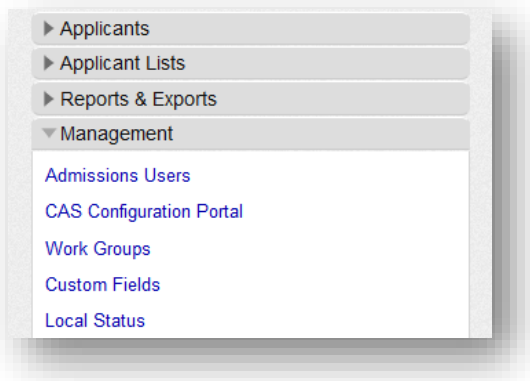 Applicants
Applicant Lists
Reports & Exports
Management
Admissions Users
CAS Configuration Portal
Work Groups
Custom Fields
Local Status